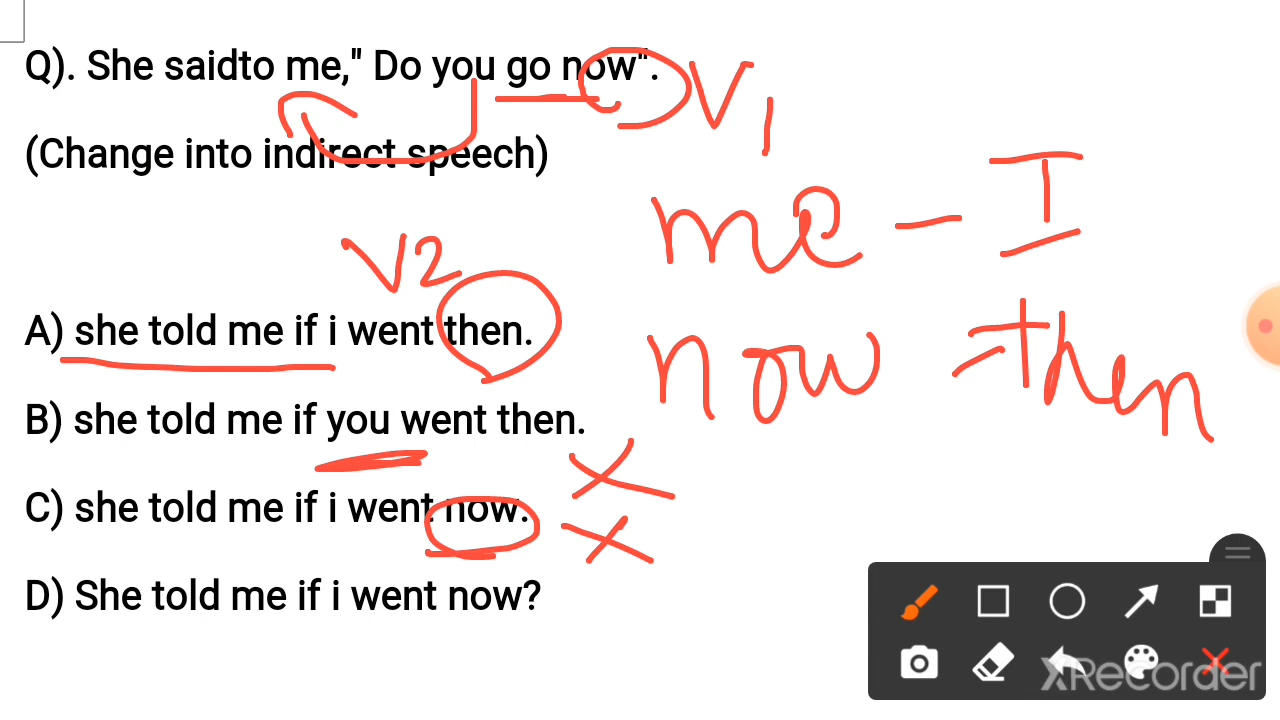 Q). She saidto me," Do you go now". V1
(Change into indirect speech)
me - I
V2
A) she told me if i went then.
now =then
B) she told me if you went then.
C) she told me if i went now.
D) She told me if i went now?
XRecorder